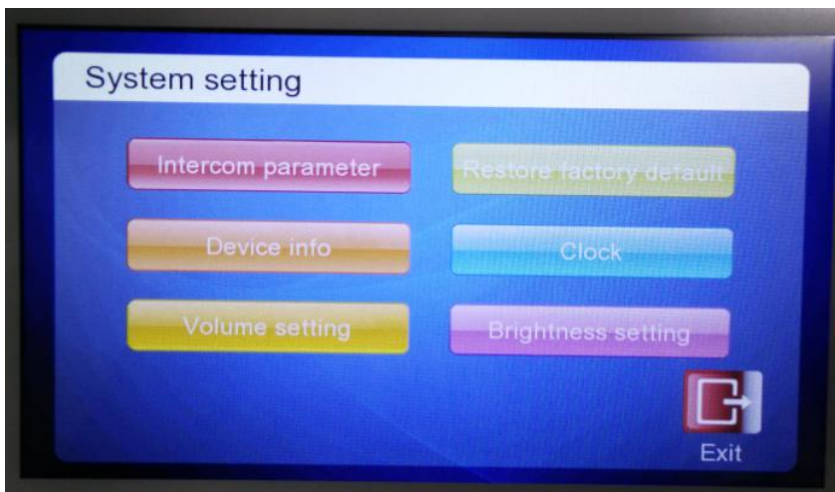 System setting
Intercom parameter
Restore factory default
Device info
Clock
Volume setting
Brightness setting
Exit